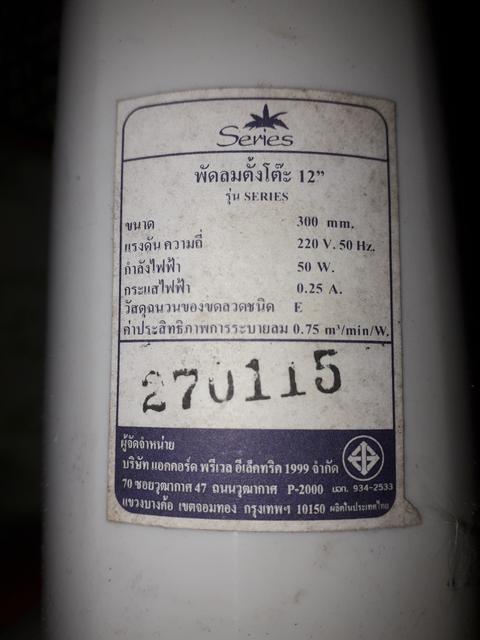 Series
พัดลมตั้งโต๊ะ 12”
รุ่น SERIES
ขนาด 300 mm.
แรงดัน ความถี่ 220 V. 50 Hz.
กำลังไฟฟ้า 50 W.
กระแสไฟฟ้า 0.25 A.
วัสดุฉนวนของขดลวดชนิด E
ค่าประสิทธิภาพการระบายลม 0.75 m³/min/W.
270115
ผู้จัดจำหน่าย
บริษัท แอกคอร์ด พรีเวล อีเล็คทริค 1999 จำกัด
70 ซอยวุฒากาศ 47 ถนนวุฒากาศ P-2000 มอก. 934-2533
แขวงบางค้อ เขตจอมทอง กรุงเทพฯ 10150 ผลิตในประเทศไทย